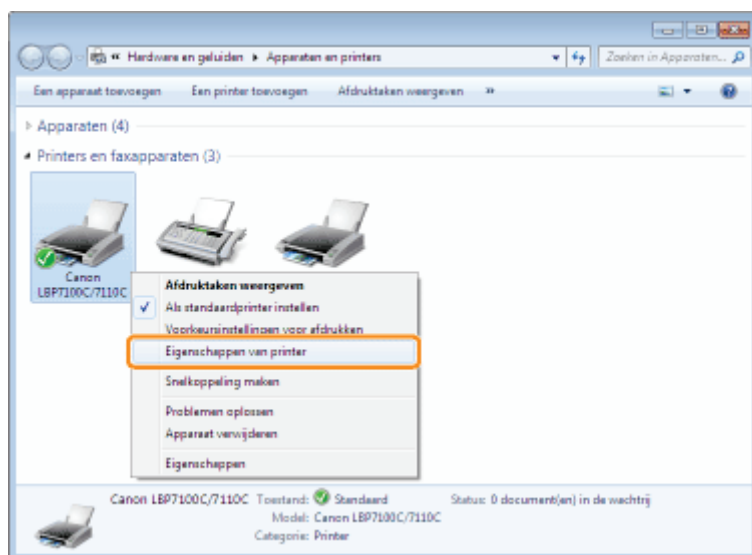 « Hardware en geluiden ▸ Apparaten en printers
Zoeken in Apparaten...
Een apparaat toevoegen Een printer toevoegen Afdruktaken weergeven »
Apparaten (4)
Printers en faxapparaten (3)
Canon
LBP7100C/7110C
Afdruktaken weergeven
Als standaardprinter instellen
Voorkeursinstellingen voor afdrukken
Eigenschappen van printer
Snelkoppeling maken
Problemen oplossen
Apparaat verwijderen
Eigenschappen
Canon LBP7100C/7110C Toestand: Standaard Status: 0 document(en) in de wachtrij
Model: Canon LBP7100C/7110C
Categorie: Printer